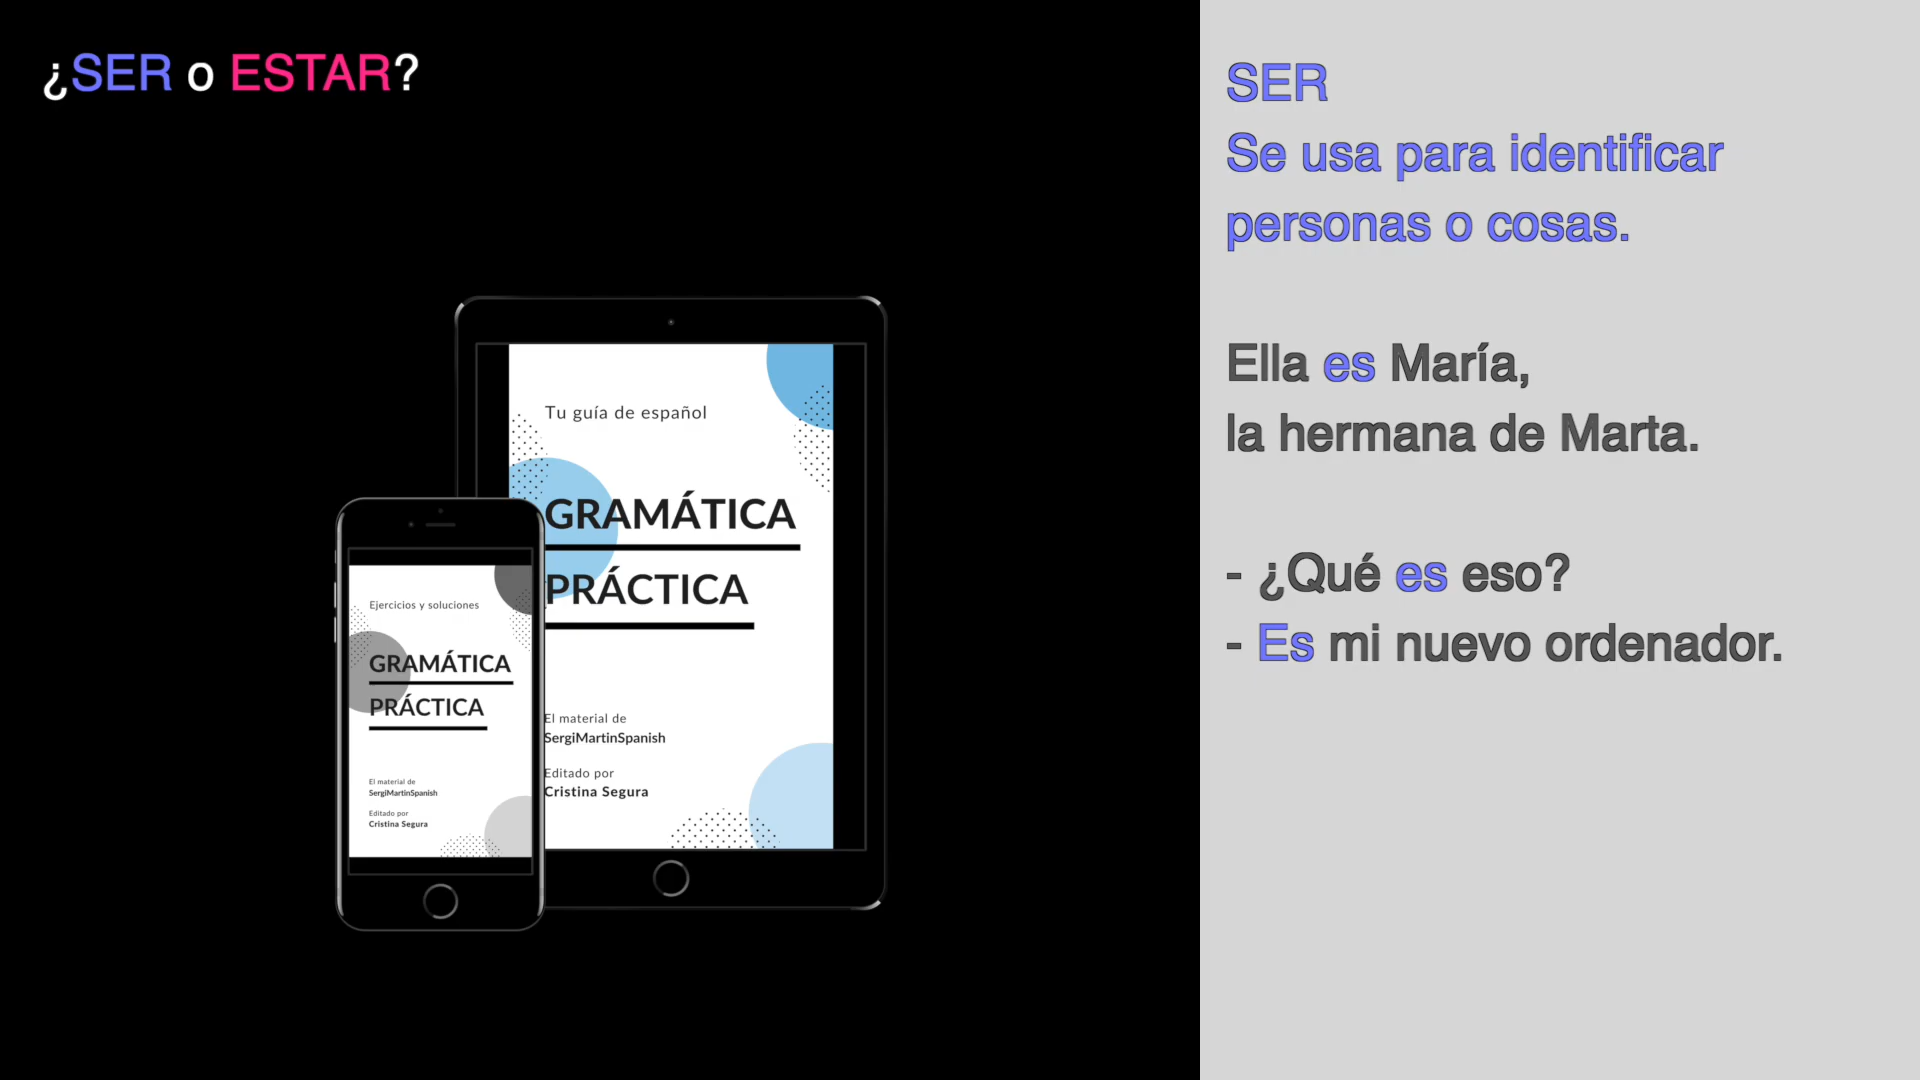 ¿SER o ESTAR?
Tu guía de español
GRAMÁTICA
PRÁCTICA
El material de
SergiMartinSpanish
Editado por
Cristina Segura
Ejercicios y soluciones
GRAMÁTICA
PRÁCTICA
El material de
SergiMartinSpanish
Editado por
Cristina Segura
SER
Se usa para identificar
personas o cosas.
Ella es María,
la hermana de Marta.
- ¿Qué es eso?
- Es mi nuevo ordenador.